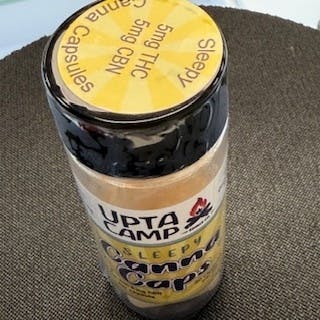 Sleepy
5mg THC
5mg CBN
Canna Capsules
UPTA
CAMP
SLEEPY
Canna
Caps